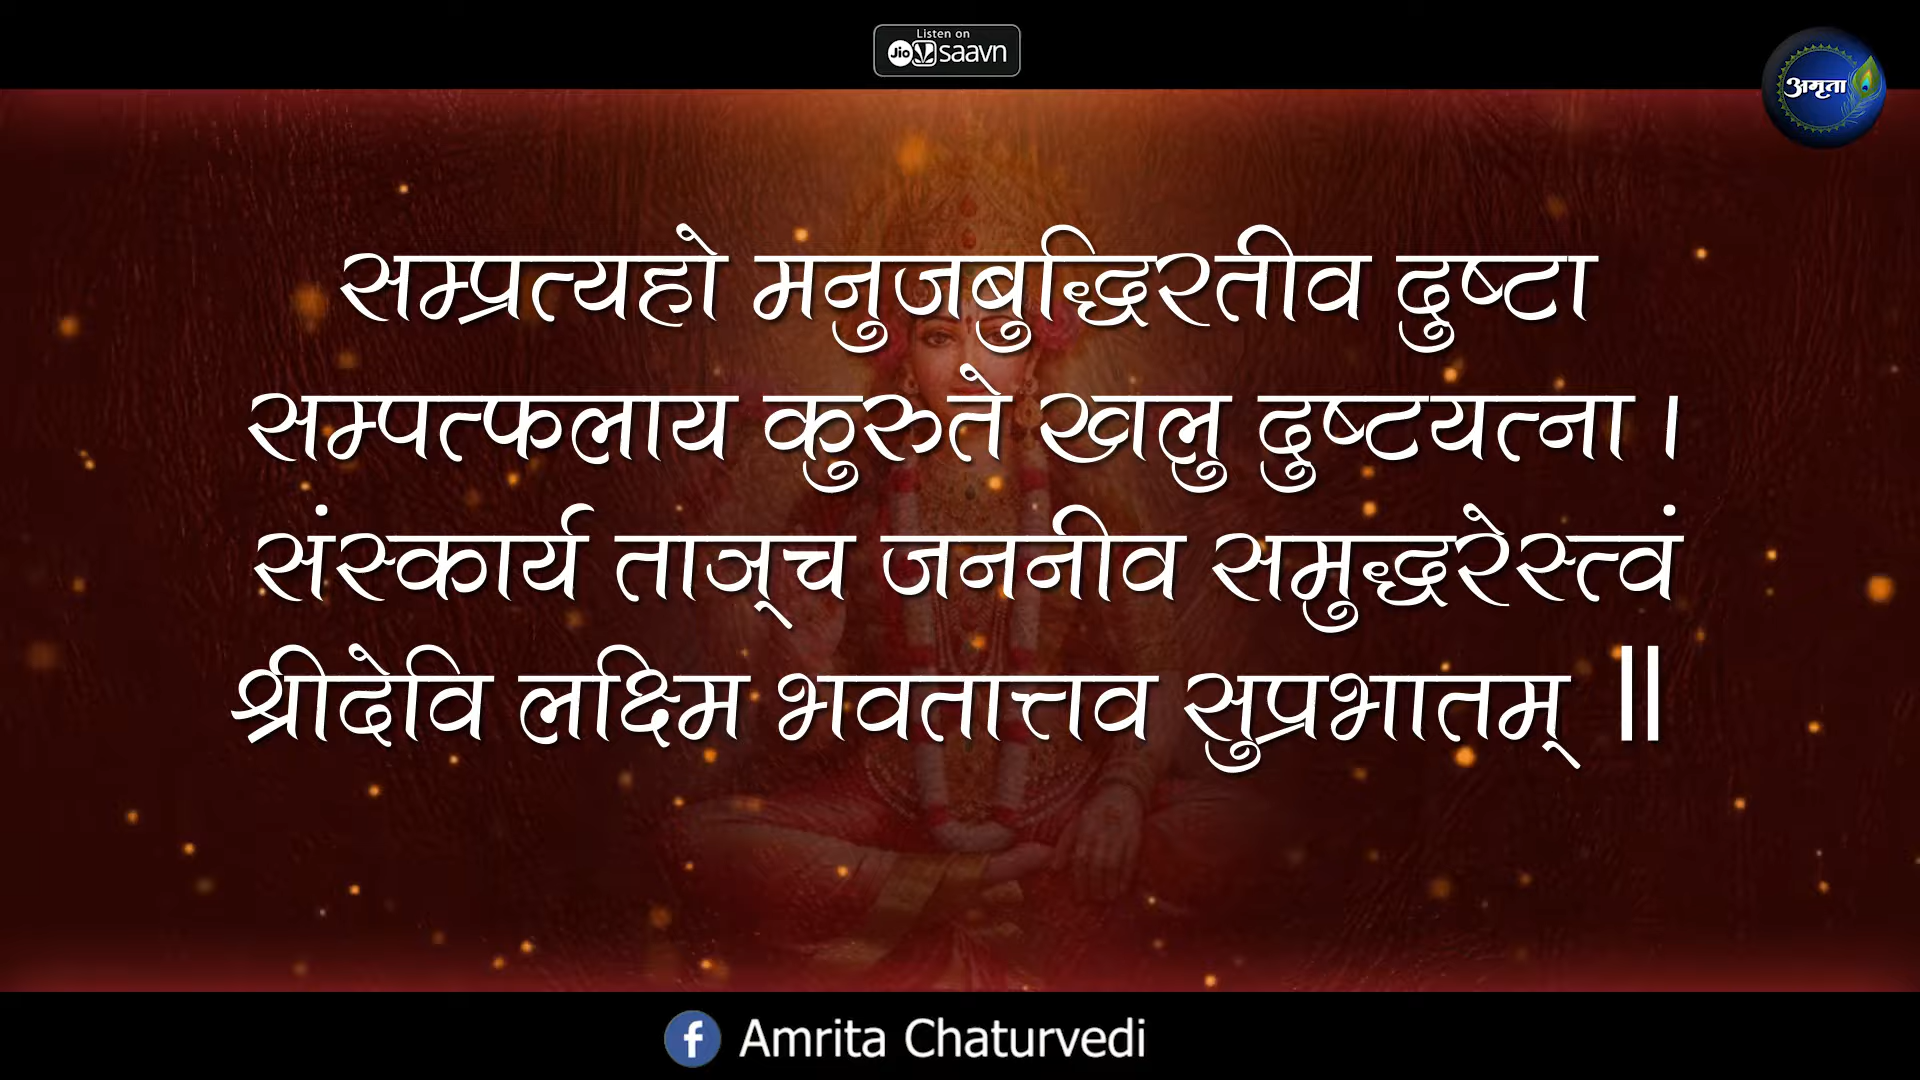 Listen on
Jio saavn
अमृता
सम्प्रत्यहो मनुजबुद्धिरतीव दुष्टा
सम्पत्फलाय कुरुते खलु दुष्टयत्ना ।
संस्कार्य ताञ्च जननीव समुद्धरेस्त्वं
श्रीदेवि लक्ष्मि भवतात्तव सुप्रभातम् ॥
Amrita Chaturvedi